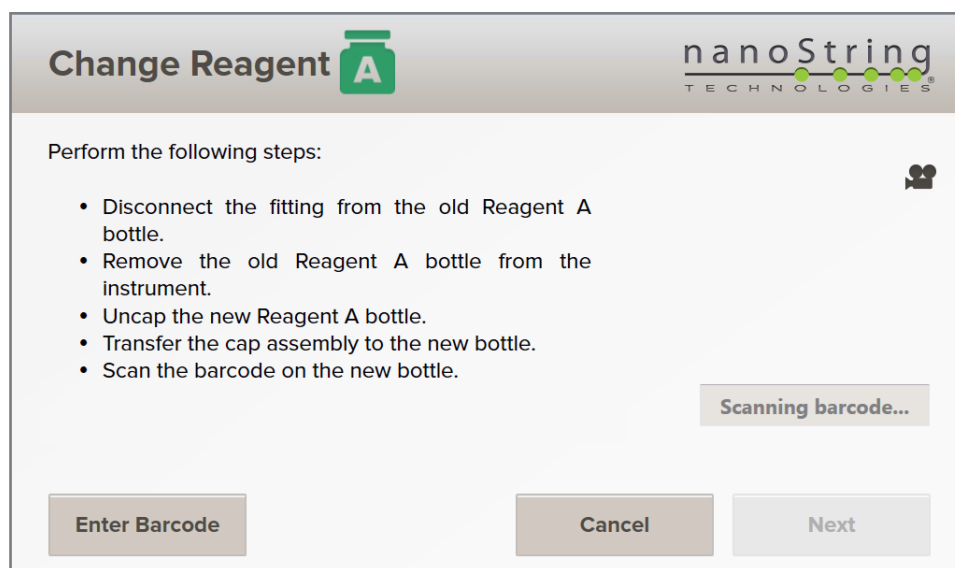 Change Reagent A
nanoString
TECHNOLOGIES®
Perform the following steps:
• Disconnect the fitting from the old Reagent A
bottle.
• Remove the old Reagent A bottle from the
instrument.
• Uncap the new Reagent A bottle.
• Transfer the cap assembly to the new bottle.
• Scan the barcode on the new bottle.
Scanning barcode...
Enter Barcode
Cancel
Next